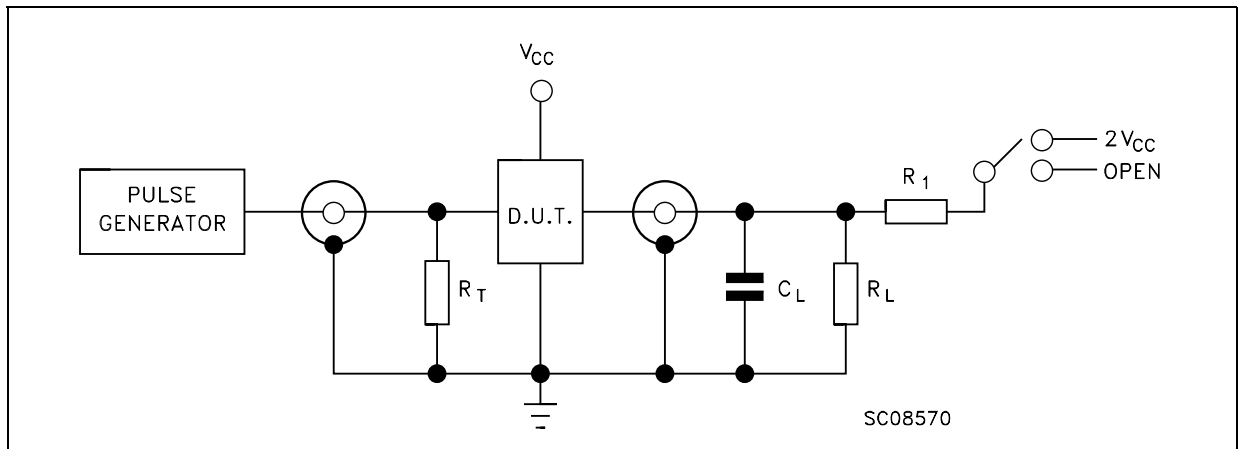 VCC
2VCC
OPEN
PULSE
GENERATOR
D.U.T.
R1
RT
CL
RL
SC08570